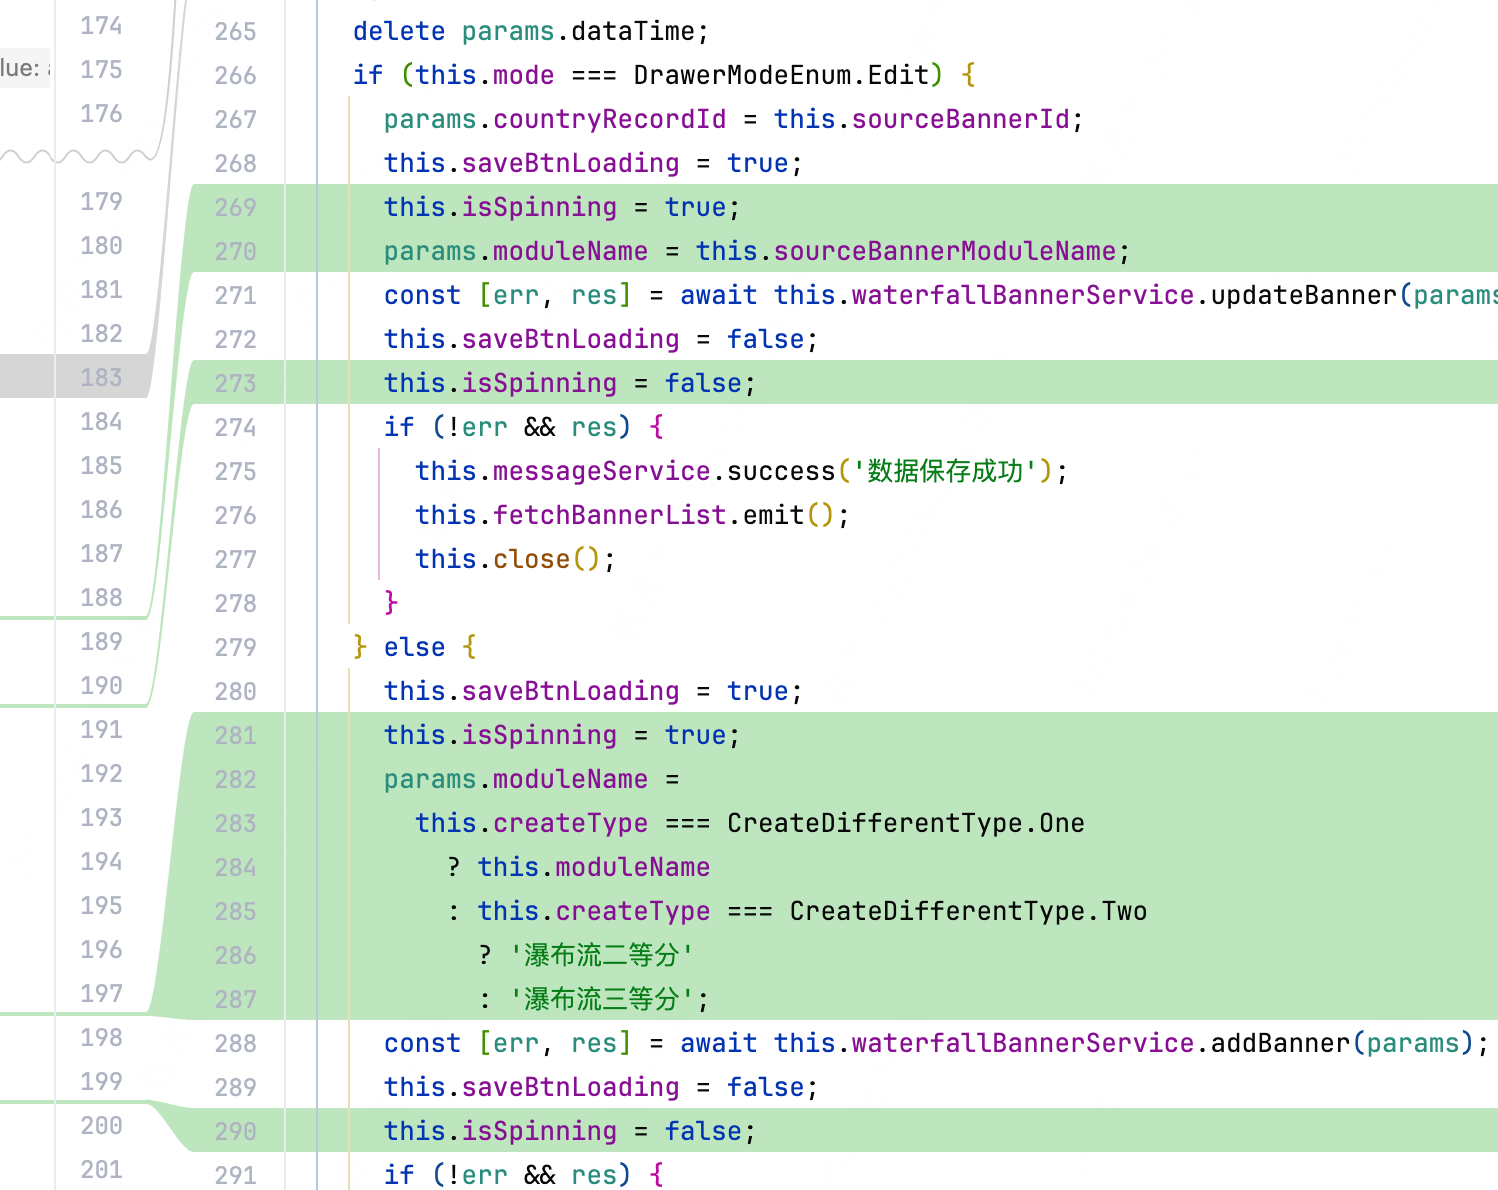 174
lue:
175
176
179
180
181
182
183
184
185
186
187
188
189
190
191
192
193
194
195
196
197
198
199
200
201
265 delete params.dataTime;
266 if (this.mode === DrawerModeEnum.Edit) {
267 params.countryRecordId = this.sourceBannerId;
268 this.saveBtnLoading = true;
269 this.isSpinning = true;
270 params.moduleName = this.sourceBannerModuleName;
271 const [err, res] = await this.waterfallBannerService.updateBanner(params
272 this.saveBtnLoading = false;
273 this.isSpinning = false;
274 if (!err && res) {
275 this.messageService.success('数据保存成功');
276 this.fetchBannerList.emit();
277 this.close();
278 }
279 } else {
280 this.saveBtnLoading = true;
281 this.isSpinning = true;
282 params.moduleName =
283 this.createType === CreateDifferentType.One
284 ? this.moduleName
285 : this.createType === CreateDifferentType.Two
286 ? '瀑布流二等分'
287 : '瀑布流三等分';
288 const [err, res] = await this.waterfallBannerService.addBanner(params);
289 this.saveBtnLoading = false;
290 this.isSpinning = false;
291 if (!err && res) {